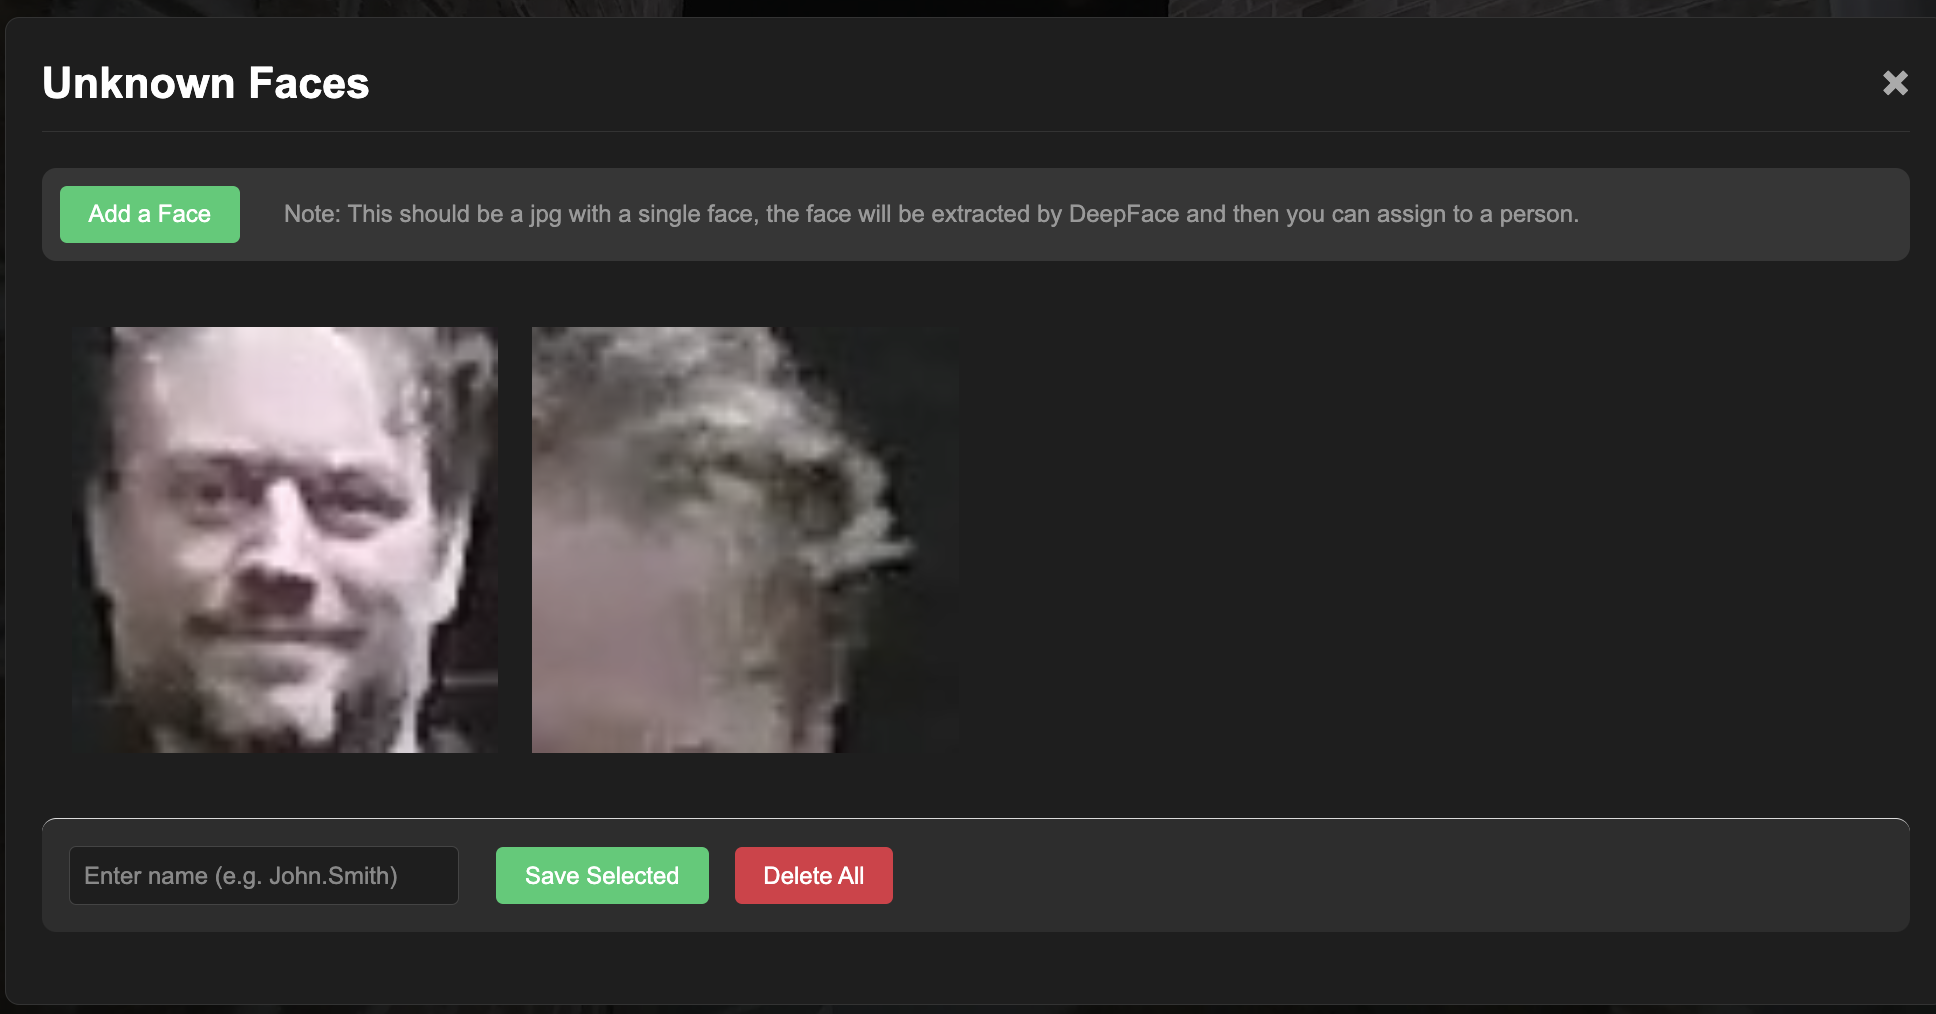 Unknown Faces
Add a Face
Note: This should be a jpg with a single face, the face will be extracted by DeepFace and then you can assign to a person.
Enter name (e.g. John.Smith)
Save Selected
Delete All